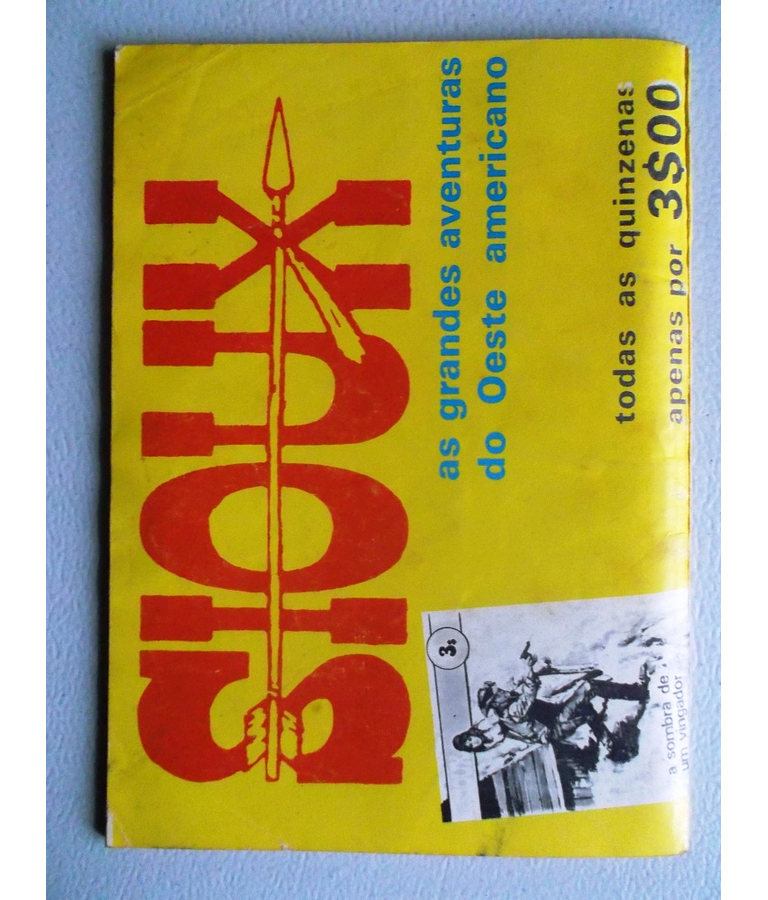 SIOUX
as grandes aventuras
do Oeste americano
todas as quinzenas
apenas por 3$00
3$
a sombra de
um vingador